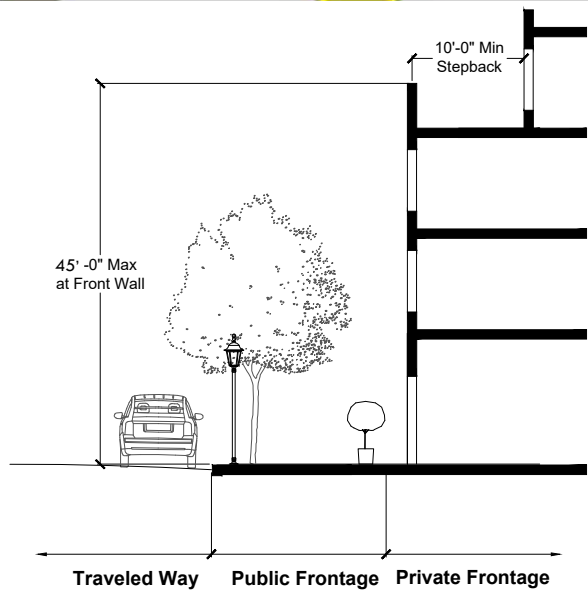 10'-0" Min
Stepback
45' -0" Max
at Front Wall
Traveled Way
Public Frontage
Private Frontage